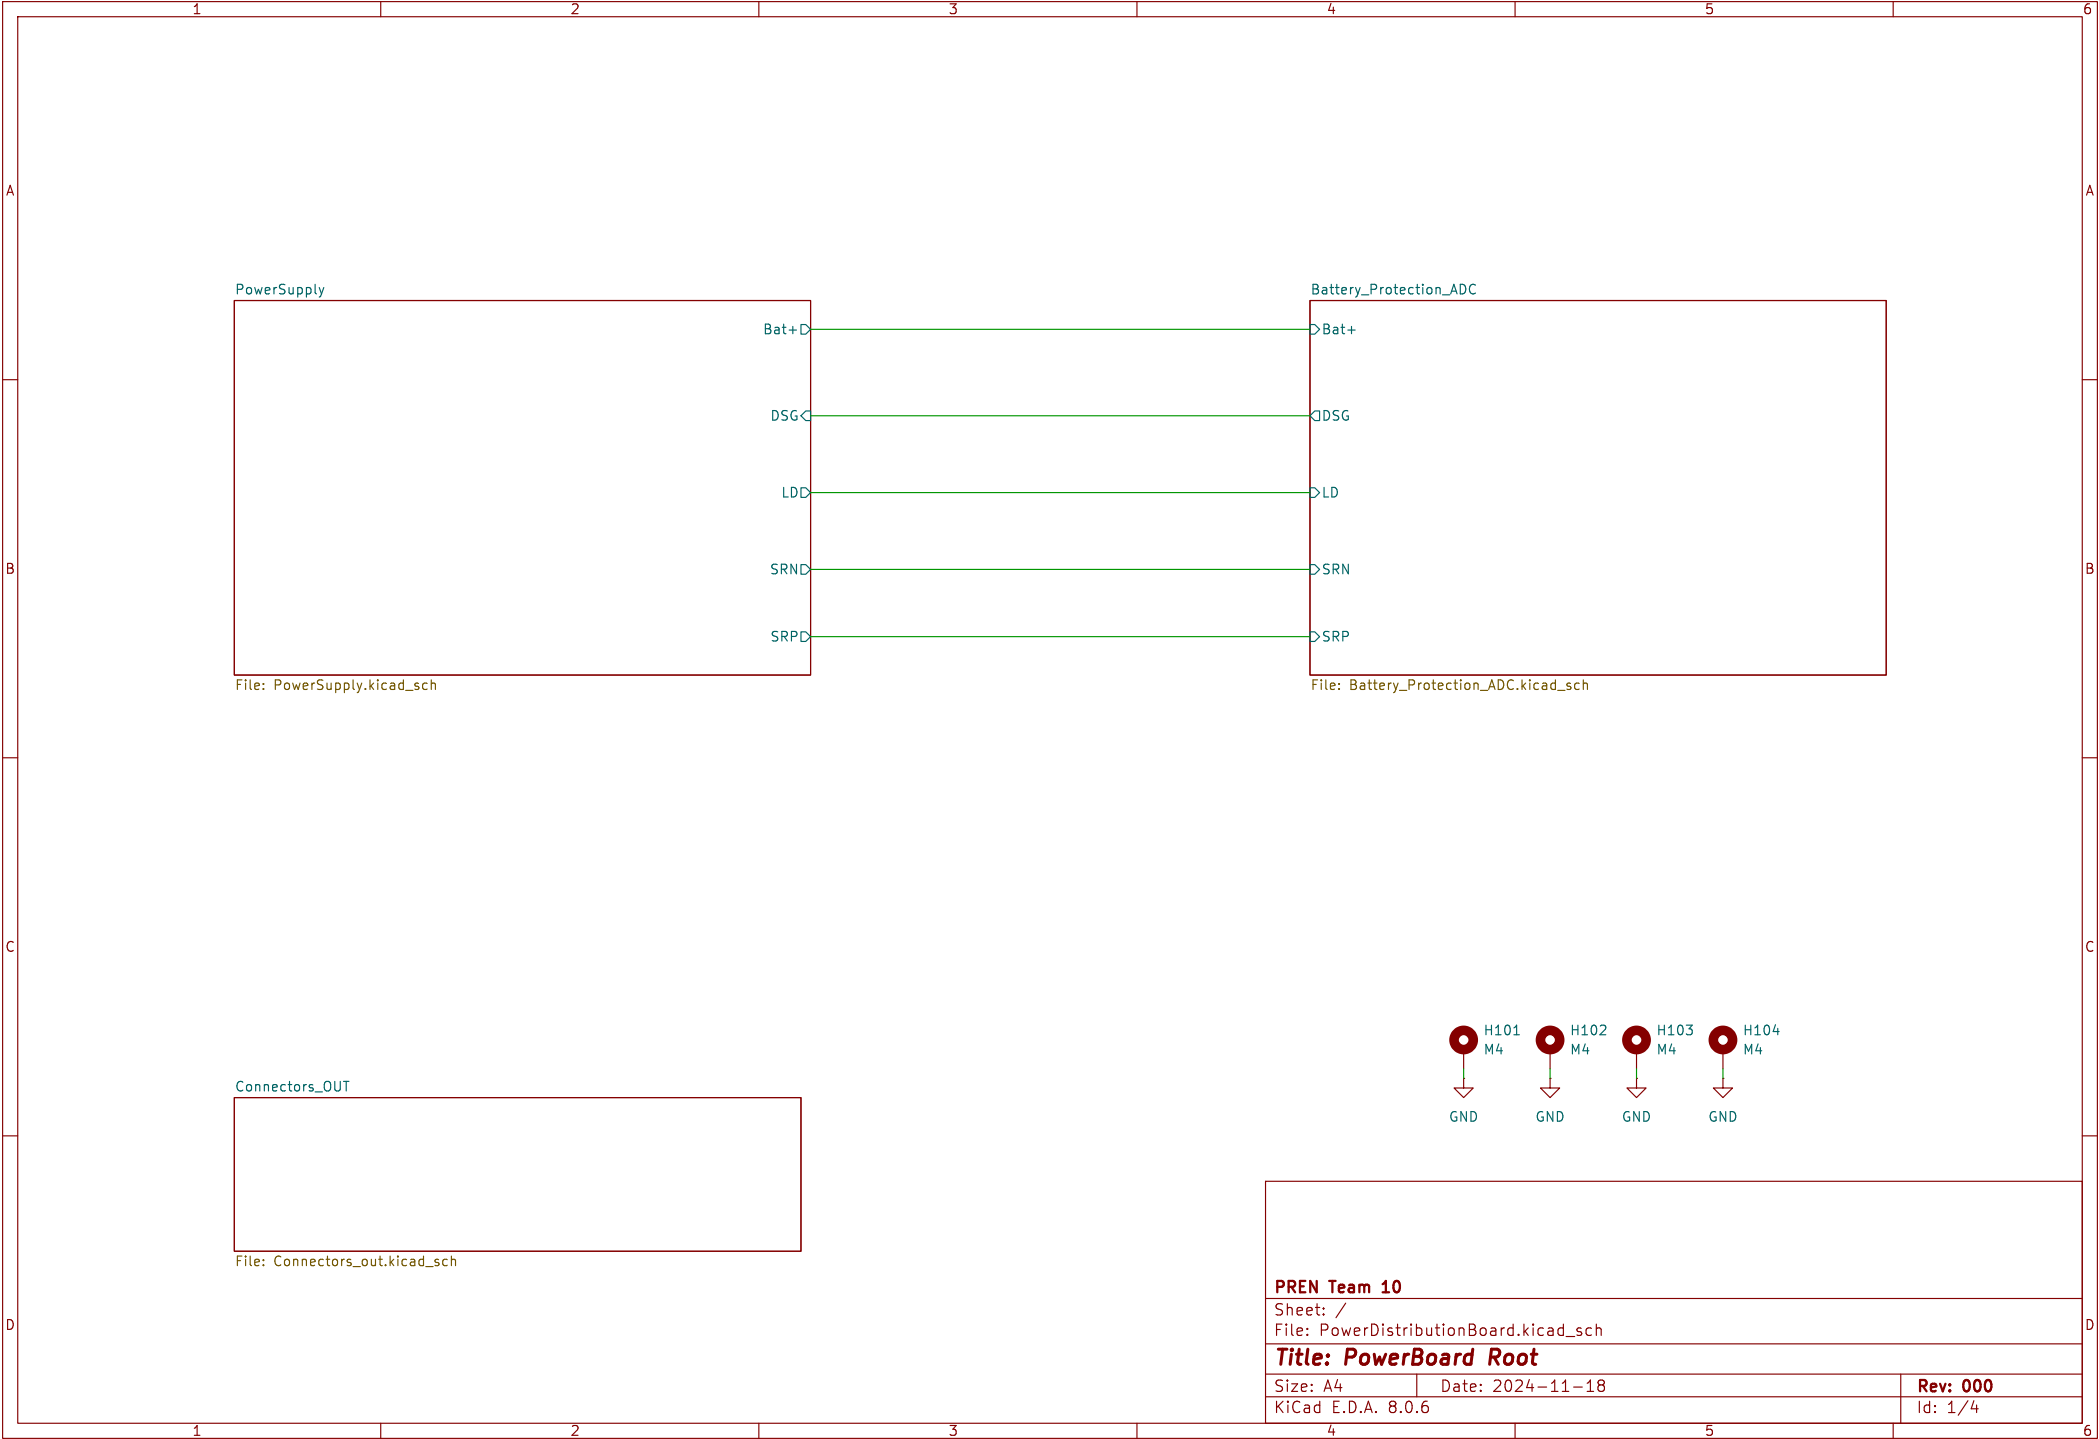 1 2 3 4 5 6
A A
PowerSupply
Bat+
DSG
LD
SRN
SRP
File: PowerSupply.kicad_sch
Battery_Protection_ADC
Bat+
DSG
LD
SRN
SRP
File: Battery_Protection_ADC.kicad_sch
B B
C C
H101
M4
GND
H102
M4
GND
H103
M4
GND
H104
M4
GND
Connectors_OUT
File: Connectors_out.kicad_sch
D D
PREN Team 10
Sheet: /
File: PowerDistributionBoard.kicad_sch
Title: PowerBoard Root
Size: A4 Date: 2024-11-18 Rev: 000
KiCad E.D.A. 8.0.6 Id: 1/4
1 2 3 4 5 6